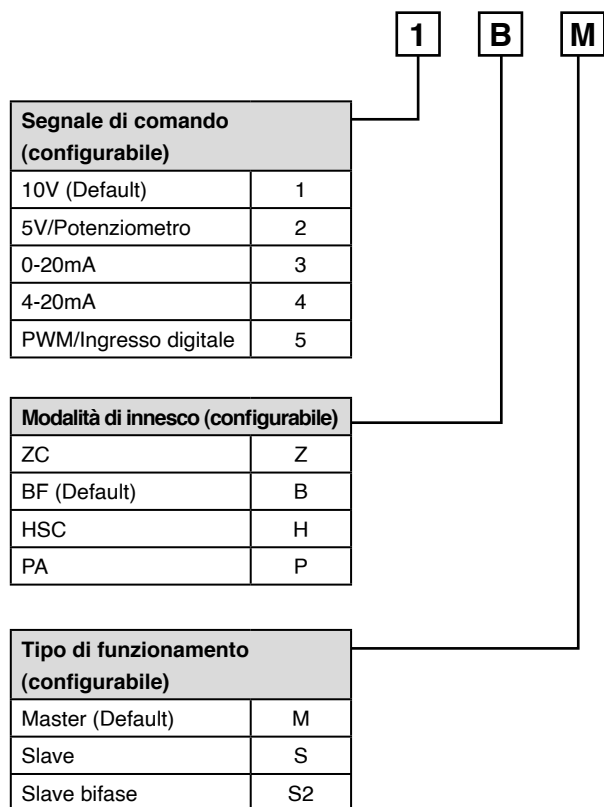 1 B M
Segnale di comando
(configurabile)
10V (Default) 1
5V/Potenziometro 2
0-20mA 3
4-20mA 4
PWM/Ingresso digitale 5
Modalità di innesco (configurabile)
ZC Z
BF (Default) B
HSC H
PA P
Tipo di funzionamento
(configurabile)
Master (Default) M
Slave S
Slave bifase S2